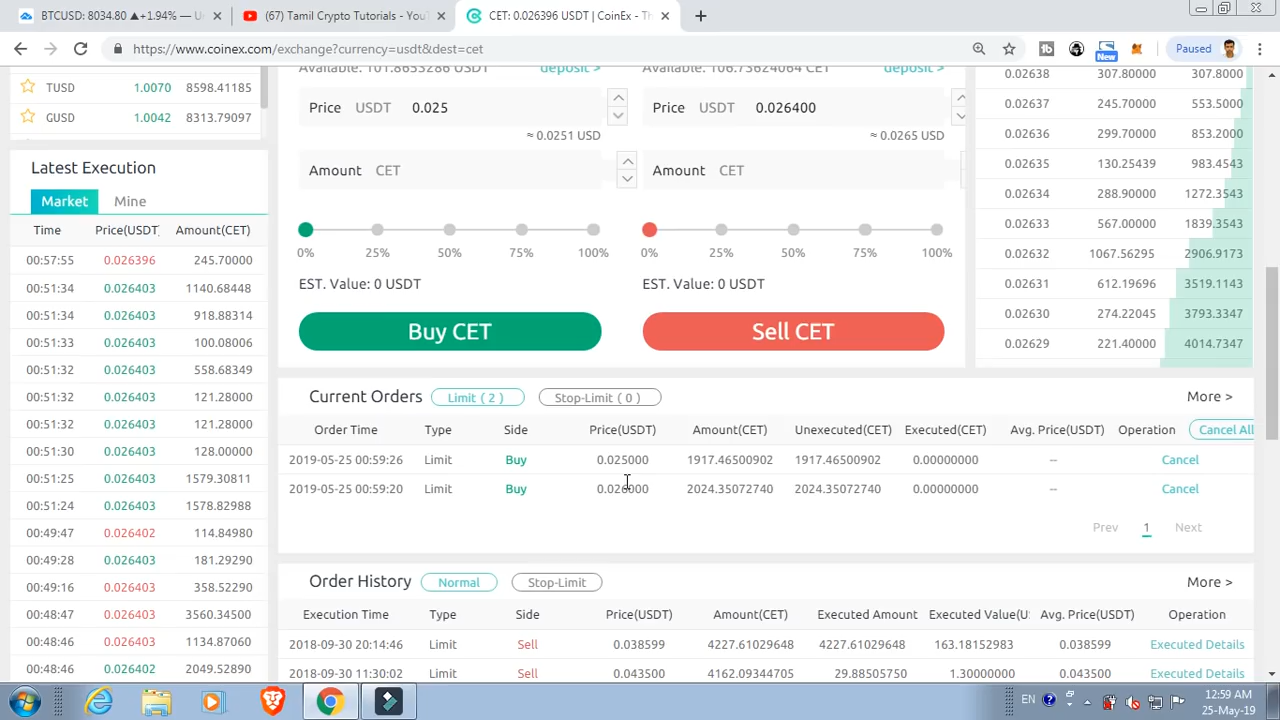 BTCUSD: 8034.80 ▲+1.94% — U
(67) Tamil Crypto Tutorials - You
CET: 0.026396 USDT | CoinEx - Th
https://www.coinex.com/exchange?currency=usdt&dest=cet
New
Paused
TUSD 1.0070 8598.41185
GUSD 1.0042 8313.79097
Latest Execution
Market Mine
Time Price(USDT) Amount(CET)
00:57:55 0.026396 245.70000
00:51:34 0.026403 1140.68448
00:51:34 0.026403 918.88314
00:51:33 0.026403 100.08006
00:51:32 0.026403 558.68349
00:51:32 0.026403 121.28000
00:51:32 0.026403 121.28000
00:51:30 0.026403 128.00000
00:51:25 0.026403 1579.30811
00:51:24 0.026403 1578.82988
00:49:47 0.026402 114.84980
00:49:28 0.026403 181.29290
00:49:16 0.026403 358.52290
00:48:47 0.026403 3560.34500
00:48:46 0.026403 1134.87060
00:48:46 0.026402 2049.52890
Available: USDT deposit >
Available: 106.73624064 CET deposit >
Price USDT 0.025
≈ 0.0251 USD
Amount CET
0% 25% 50% 75% 100%
EST. Value: 0 USDT
Buy CET
Price USDT 0.026400
≈ 0.0265 USD
Amount CET
0% 25% 50% 75% 100%
EST. Value: 0 USDT
Sell CET
0.02638 307.80000 307.8000
0.02637 245.70000 553.5000
0.02636 299.70000 853.2000
0.02635 130.25439 983.4543
0.02634 288.90000 1272.3543
0.02633 567.00000 1839.3543
0.02632 1067.56295 2906.9173
0.02631 612.19696 3519.1143
0.02630 274.22045 3793.3347
0.02629 221.40000 4014.7347
Current Orders Limit ( 2 ) Stop-Limit ( 0 ) More >
Order Time Type Side Price(USDT) Amount(CET) Unexecuted(CET) Executed(CET) Avg. Price(USDT) Operation Cancel All
2019-05-25 00:59:26 Limit Buy 0.025000 1917.46500902 1917.46500902 0.00000000 -- Cancel
2019-05-25 00:59:20 Limit Buy 0.026000 2024.35072740 2024.35072740 0.00000000 -- Cancel
Prev 1 Next
Order History Normal Stop-Limit More >
Execution Time Type Side Price(USDT) Amount(CET) Executed Amount Executed Value(U Avg. Price(USDT) Operation
2018-09-30 20:14:46 Limit Sell 0.038599 4227.61029648 4227.61029648 163.18152983 0.038599 Executed Details
2018-09-30 11:30:02 Limit Sell 0.043500 4162.09344705 29.88505750 1.30000000 0.043500 Executed Details
EN
12:59 AM
25-May-19